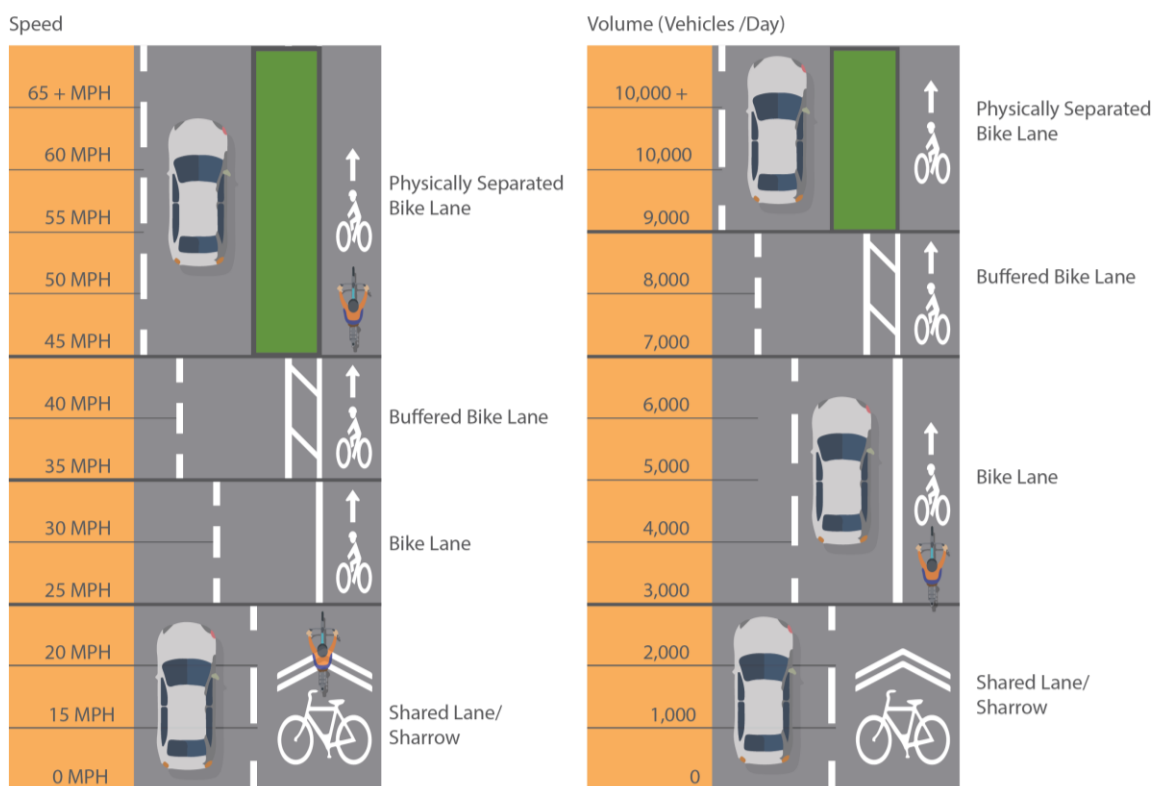 Speed
65 + MPH
60 MPH
55 MPH
50 MPH
45 MPH
40 MPH
35 MPH
30 MPH
25 MPH
20 MPH
15 MPH
0 MPH
Physically Separated
Bike Lane
Buffered Bike Lane
Bike Lane
Shared Lane/
Sharrow
Volume (Vehicles /Day)
10,000 +
10,000
9,000
8,000
7,000
6,000
5,000
4,000
3,000
2,000
1,000
0
Physically Separated
Bike Lane
Buffered Bike Lane
Bike Lane
Shared Lane/
Sharrow